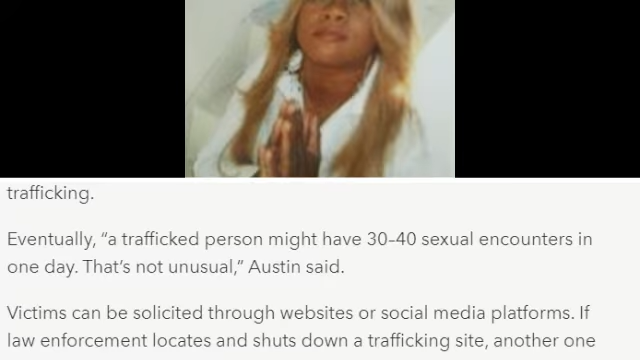 trafficking.
Eventually, “a trafficked person might have 30–40 sexual encounters in
one day. That’s not unusual,” Austin said.
Victims can be solicited through websites or social media platforms. If
law enforcement locates and shuts down a trafficking site, another one